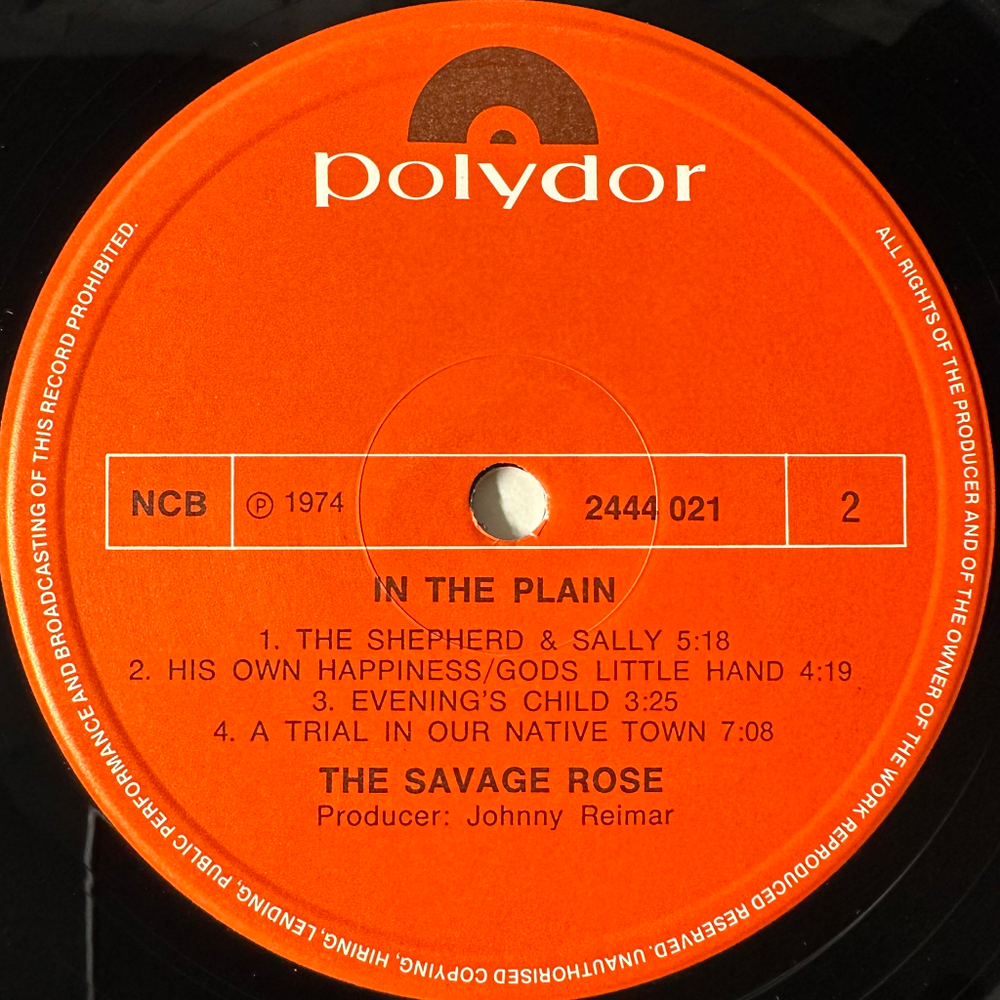 polydor
NCB
℗ 1974
2444 021
2
IN THE PLAIN
1. THE SHEPHERD & SALLY 5:18
2. HIS OWN HAPPINESS/GODS LITTLE HAND 4:19
3. EVENING'S CHILD 3:25
4. A TRIAL IN OUR NATIVE TOWN 7:08
THE SAVAGE ROSE
Producer: Johnny Reimar
ALL RIGHTS OF THE PRODUCER AND OF THE OWNER OF THE WORK REPRODUCED RESERVED. UNAUTHORISED COPYING, HIRING, LENDING, PUBLIC PERFORMANCE AND BROADCASTING OF THIS RECORD PROHIBITED.